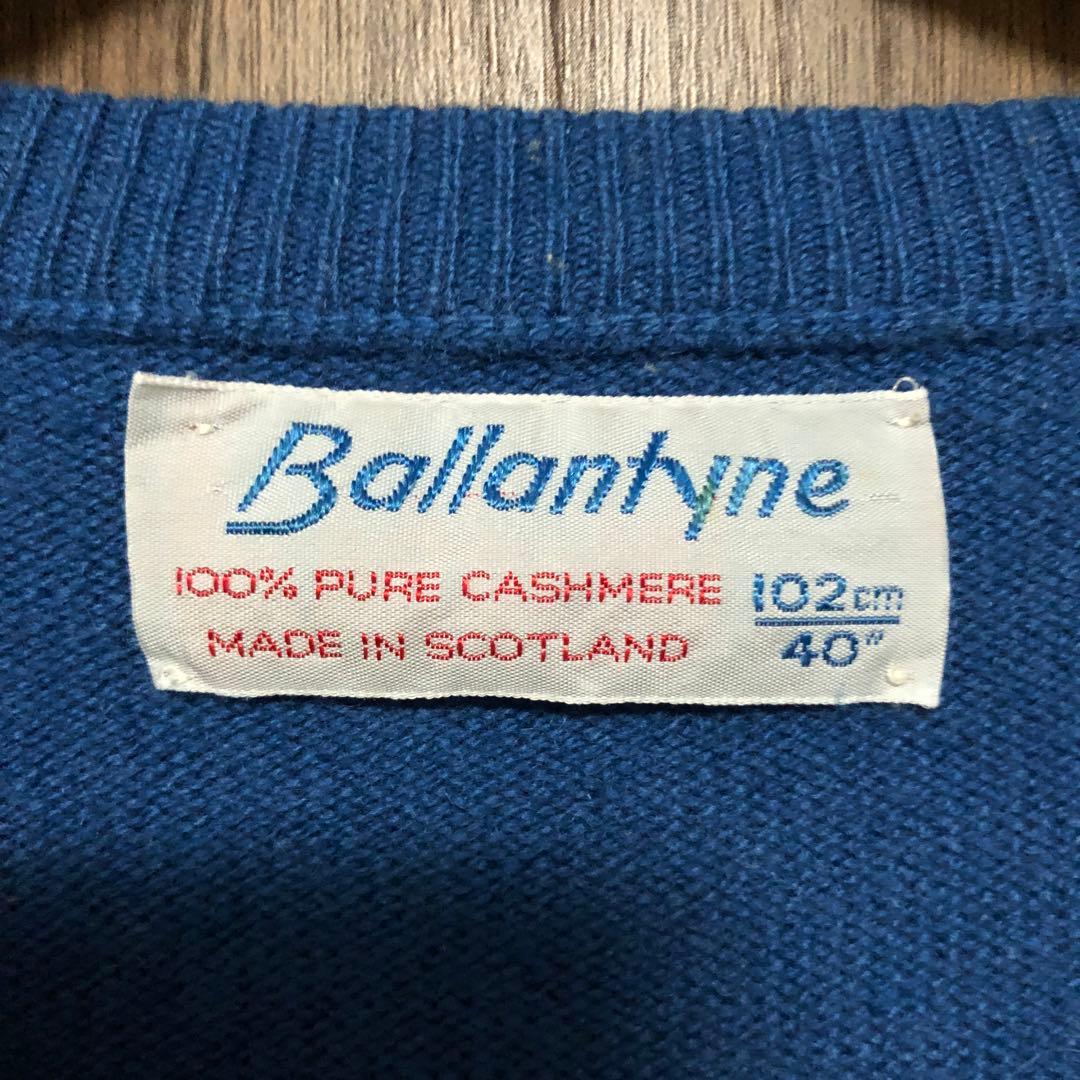 Ballantyne
100% PURE CASHMERE
MADE IN SCOTLAND
102cm
40"